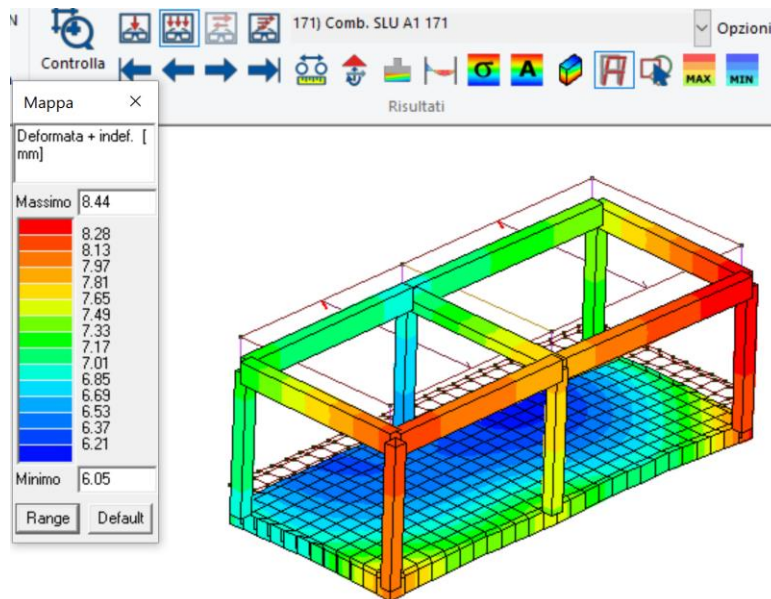 N
171) Comb. SLU A1 171
Opzioni
Controlla
σ
A
MAX
MIN
Risultati
Mappa
Deformata + indef. [
mm]
Massimo 8.44
8.28
8.13
7.97
7.81
7.65
7.49
7.33
7.17
7.01
6.85
6.69
6.53
6.37
6.21
Minimo 6.05
Range Default